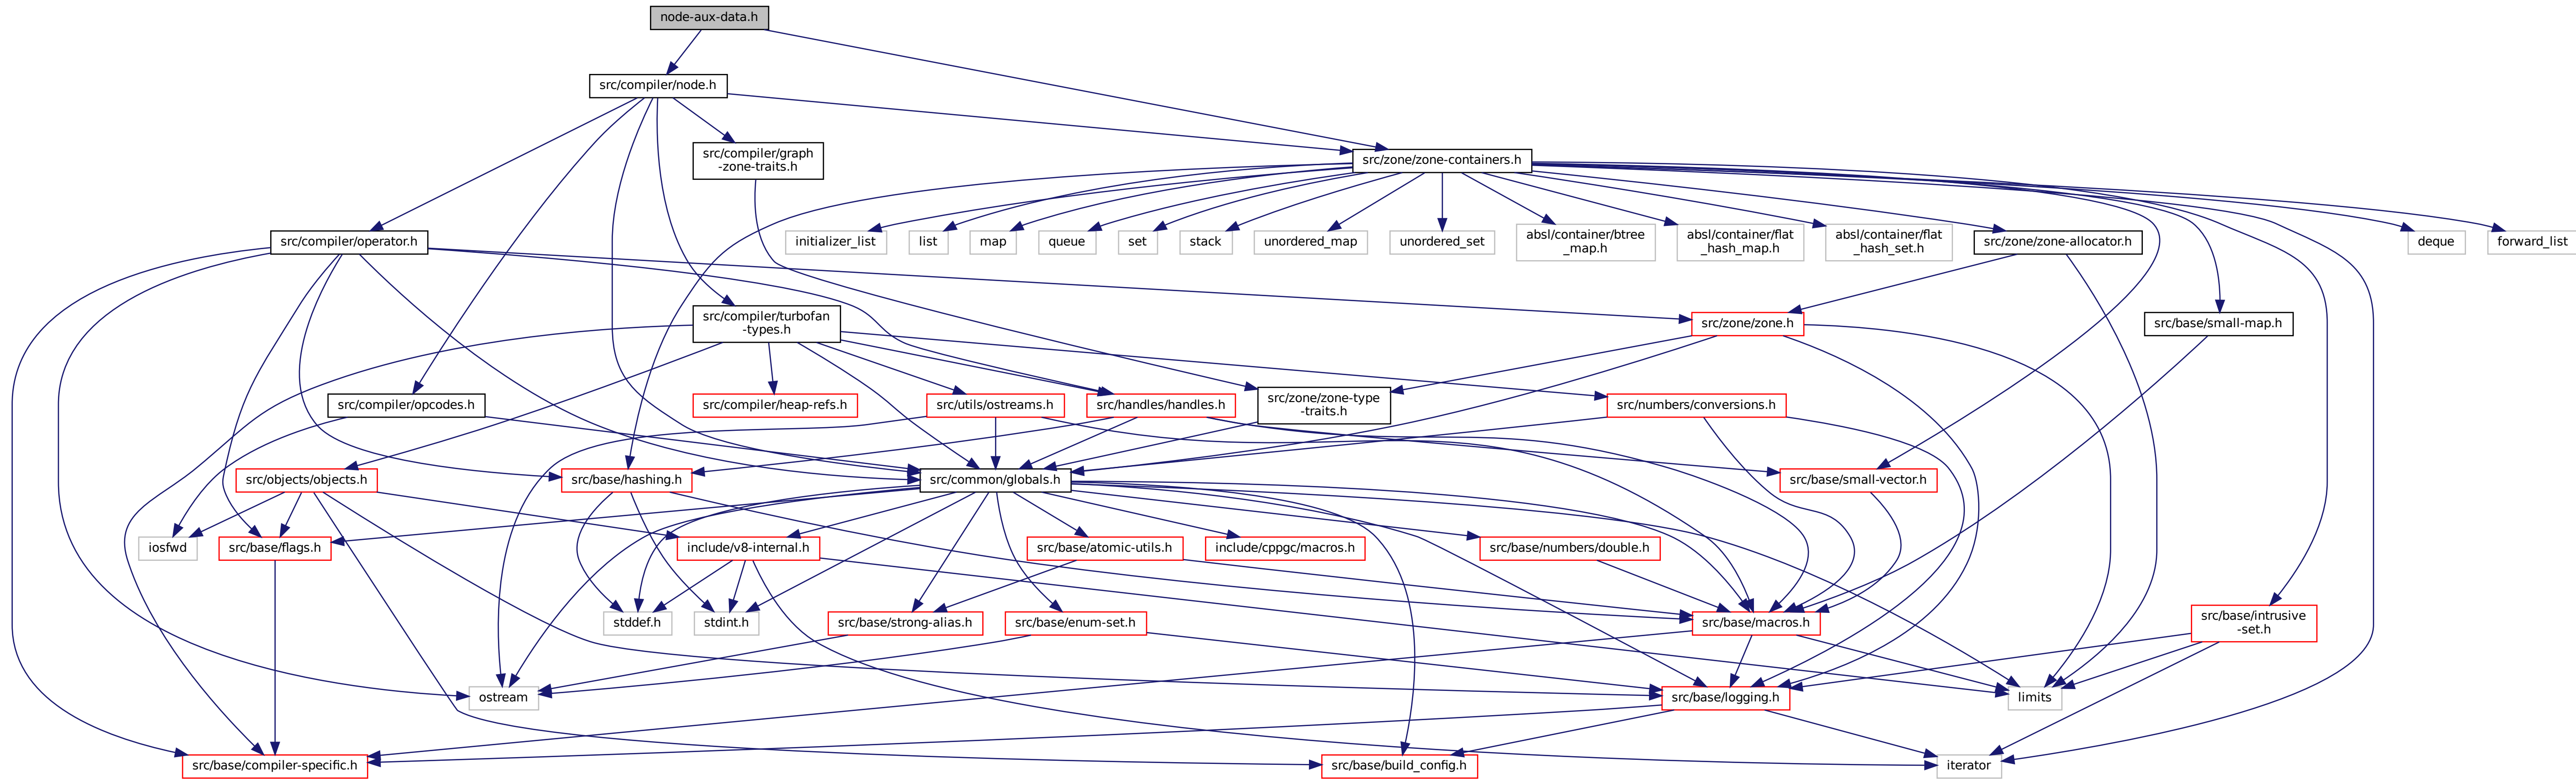 node-aux-data.h
src/compiler/node.h
src/compiler/graph
-zone-traits.h
src/zone/zone-containers.h
src/compiler/operator.h
initializer_list
list
map
queue
set
stack
unordered_map
unordered_set
absl/container/btree
_map.h
absl/container/flat
_hash_map.h
absl/container/flat
_hash_set.h
src/zone/zone-allocator.h
deque
forward_list
src/compiler/turbofan
-types.h
src/zone/zone.h
src/base/small-map.h
src/compiler/opcodes.h
src/compiler/heap-refs.h
src/utils/ostreams.h
src/handles/handles.h
src/zone/zone-type
-traits.h
src/numbers/conversions.h
src/objects/objects.h
src/base/hashing.h
src/common/globals.h
src/base/small-vector.h
iosfwd
src/base/flags.h
include/v8-internal.h
src/base/atomic-utils.h
include/cppgc/macros.h
src/base/numbers/double.h
stddef.h
stdint.h
src/base/strong-alias.h
src/base/enum-set.h
src/base/macros.h
src/base/intrusive
-set.h
ostream
src/base/logging.h
limits
src/base/compiler-specific.h
src/base/build_config.h
iterator